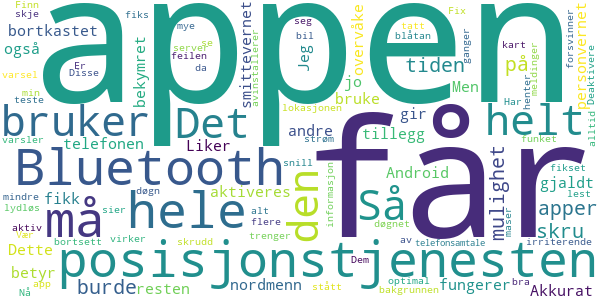 Finn
skje
mye
fiks
se
server
feilen
da
appen
seg
bil
tatt
blåtan
Fix
ganger
kart
forsvinner
bortkastet
Er
Disse
også
bekymret
smittevernet
avinstallerer
Jeg
overvåke
tiden
på
personvernet
varsel
min
teste
varsler
bruker
Det
lokasjonen
jo
bruke
Men
henter
meldinger
Har
alltid
Deaktivere
telefonen
Liker
andre
strøm
gir
tillegg
får
mulighet
helt
funket
Bluetooth
den
Så
Android
gjaldt
fikset
lest
mindre
lydløs
må
fikk
døgn
snill
aktiveres
informasjon
døgnet
apper
maser
skru
aktiv
sier
hele
alt
flere
av
telefonsamtale
Dette
Vær
bortsett
virker
skrudd
trenger
Dem
irriterende
posisjonstjenesten
betyr
app
Nå
burde
resten
nordmenn
stått
bakgrunnen
fungerer
optimal
bra
Akkurat